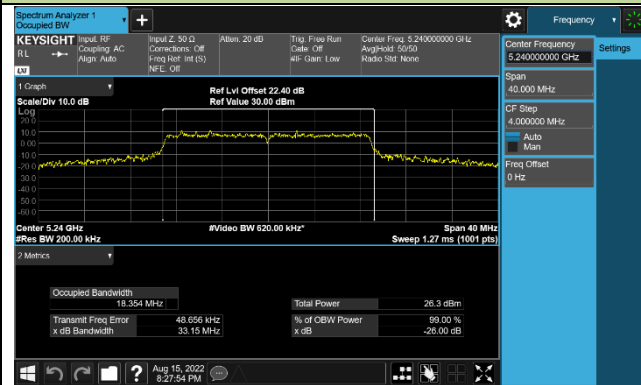 Spectrum Analyzer 1
Occupied BW
Frequency
KEYSIGHT
RL
LXI
Input: RF
Coupling: AC
Align: Auto
Input Z: 50 Ω
Corrections: Off
Freq Ref: Int (S)
NFE: Off
Atten: 20 dB
Trig: Free Run
Gate: Off
#IF Gain: Low
Center Freq: 5.240000000 GHz
Avg|Hold: 50/50
Radio Std: None
Center Frequency
5.240000000 GHz
Settings
Span
40.000 MHz
CF Step
4.000000 MHz
Auto
Man
Freq Offset
0 Hz
1 Graph
Scale/Div 10.0 dB
Ref Lvl Offset 22.40 dB
Ref Value 30.00 dBm
Log
20.0
10.0
0.00
-10.0
-20.0
-30.0
-40.0
-50.0
-60.0
Center 5.24 GHz
#Res BW 200.00 kHz
#Video BW 620.00 kHz*
Span 40 MHz
Sweep 1.27 ms (1001 pts)
2 Metrics
Occupied Bandwidth
18.354 MHz
Total Power 26.3 dBm
Transmit Freq Error 48.656 kHz
% of OBW Power 99.00 %
x dB Bandwidth 33.15 MHz
x dB -26.00 dB
?
Aug 15, 2022
8:27:54 PM